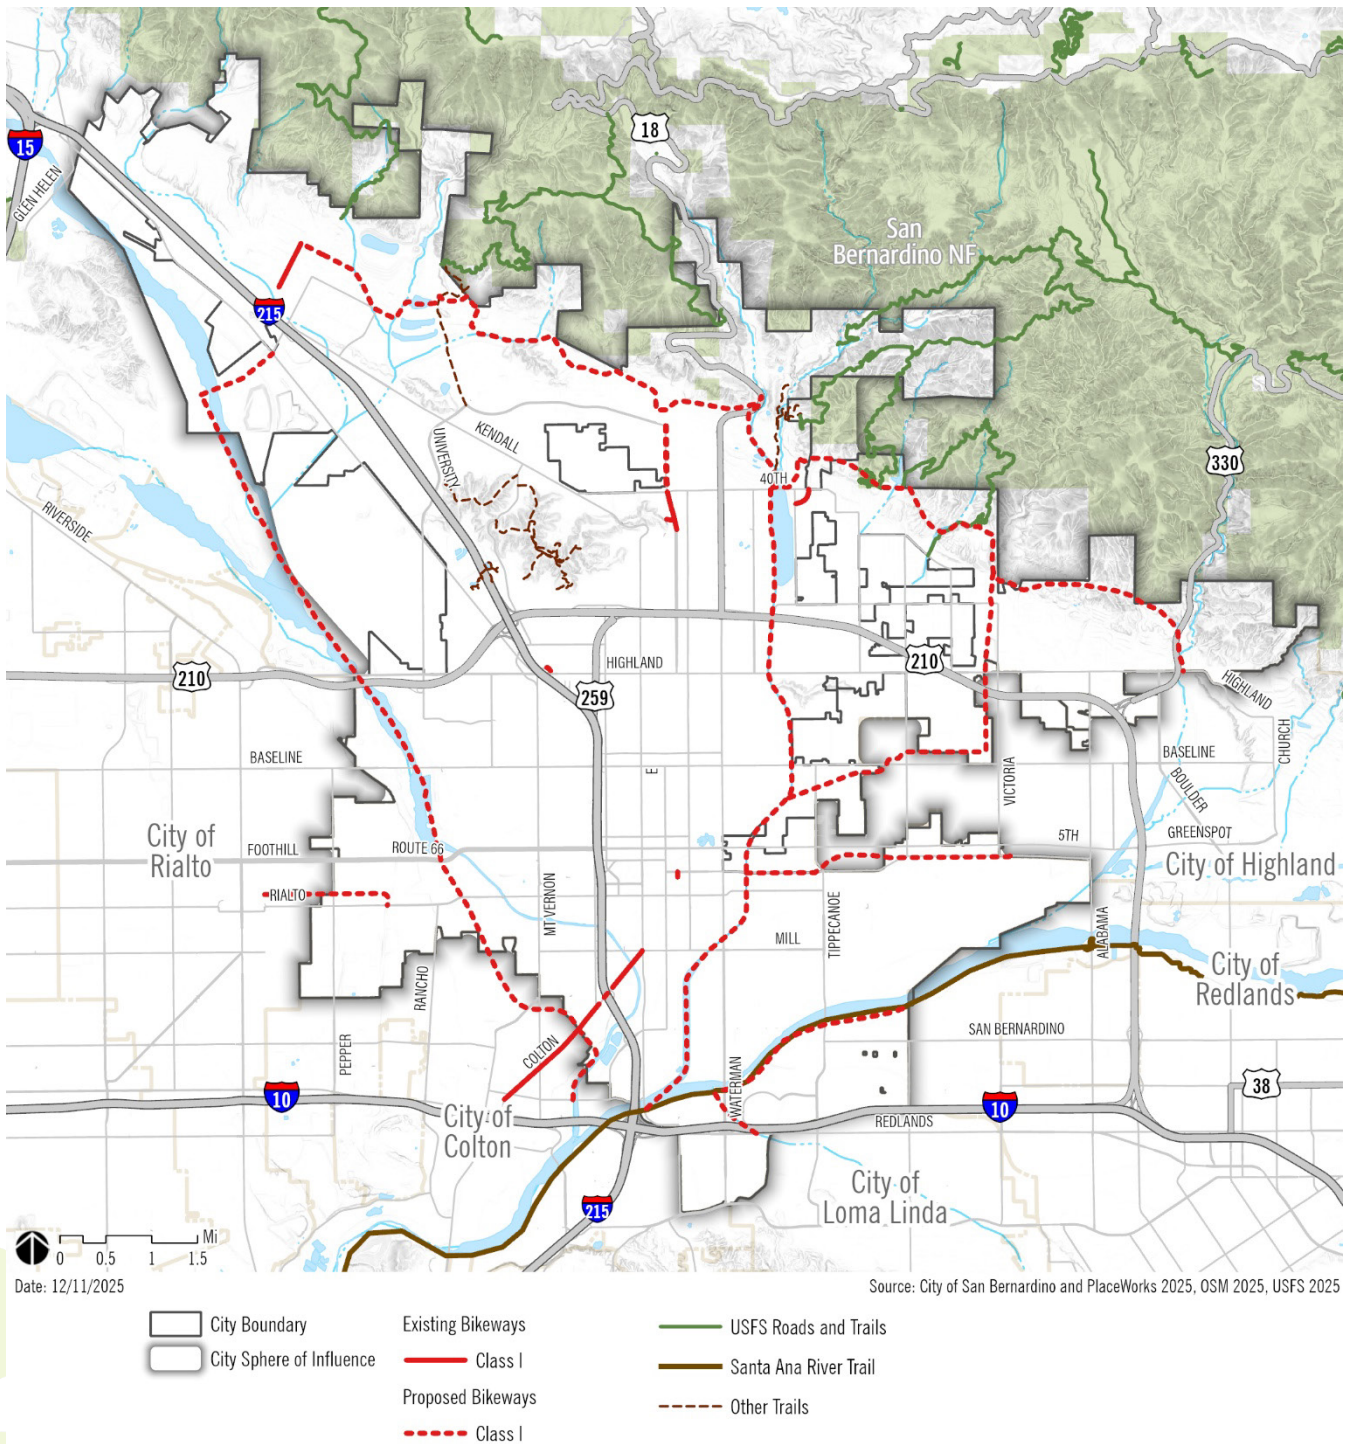 18
15
GLEN HELEN
San
Bernardino NF
215
KENDALL
UNIVERSITY
330
40TH
RIVERSIDE
HIGHLAND
210
210
259
HIGHLAND
BASELINE
E
VICTORIA
BASELINE
CHURCH
BOULDER
City of
Rialto
FOOTHILL
ROUTE 66
5TH
GREENSPOT
City of Highland
RIALTO
MT VERNON
MILL
TIPPECANOE
ALABAMA
City of
Redlands
RANCHO
PEPPER
COLTON
SAN BERNARDINO
WATERMAN
38
10
City of
Colton
10
REDLANDS
City of
Loma Linda
215
0 0.5 1 1.5 Mi
Date: 12/11/2025
Source: City of San Bernardino and PlaceWorks 2025, OSM 2025, USFS 2025
City Boundary
City Sphere of Influence
Existing Bikeways
Class I
Proposed Bikeways
Class I
USFS Roads and Trails
Santa Ana River Trail
Other Trails